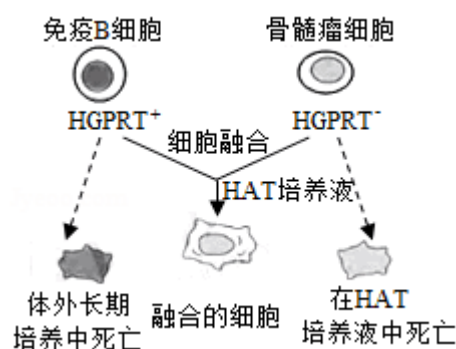 免疫B细胞
骨髓瘤细胞
HGPRT⁺
HGPRT⁻
细胞融合
HAT培养液
体外长期
培养中死亡
融合的细胞
在HAT
培养液中死亡